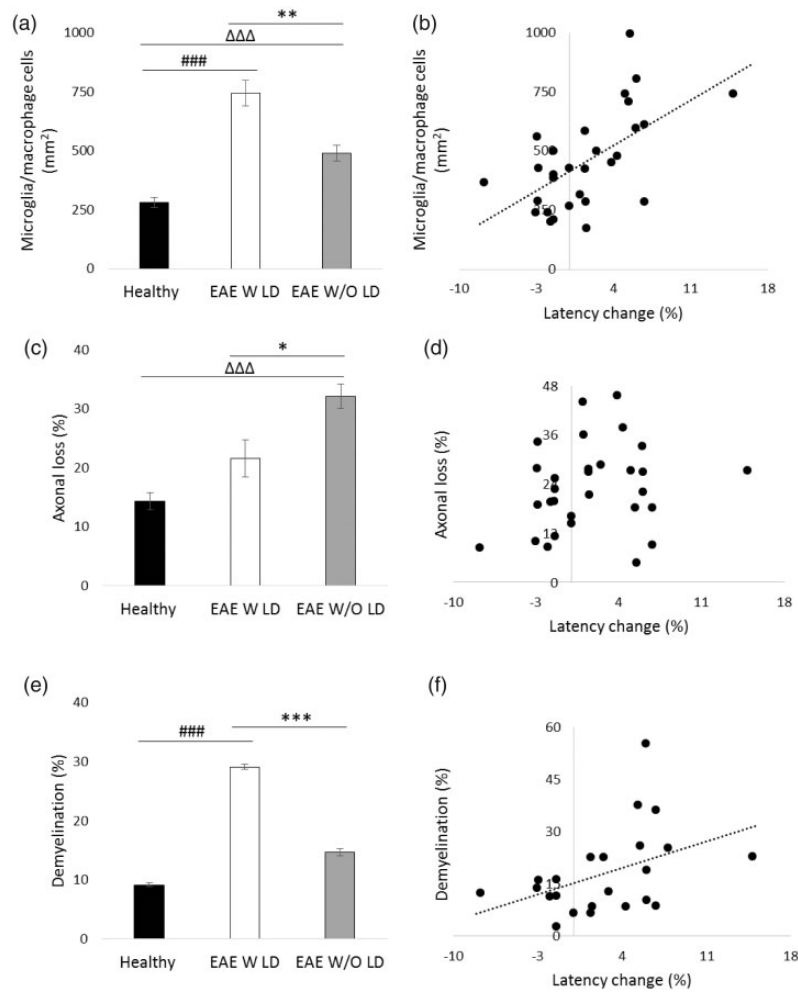 (a)
**
ΔΔΔ
###
1000
750
500
250
0
Microglia/macrophage cells
(mm²)
Healthy
EAE W LD
EAE W/O LD
(b)
1000
750
500
250
0
Microglia/macrophage cells
(mm²)
-10
-3
4
11
18
Latency change (%)
(c)
*
ΔΔΔ
40
30
20
10
0
Axonal loss (%)
Healthy
EAE W LD
EAE W/O LD
(d)
48
36
12
0
Axonal loss (%)
-10
-3
4
11
18
Latency change (%)
(e)
###
***
40
30
20
10
0
Demyelination (%)
Healthy
EAE W LD
EAE W/O LD
(f)
60
45
30
15
0
Demyelination (%)
-10
-3
4
11
18
Latency change (%)